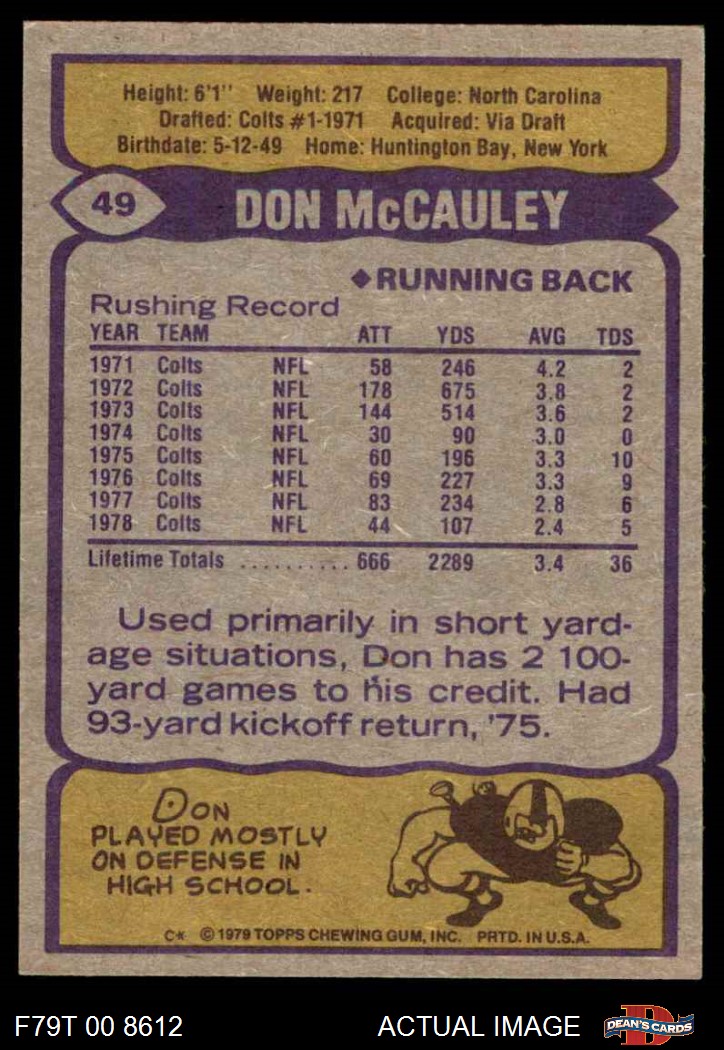 Height: 6'1" Weight: 217 College: North Carolina
Drafted: Colts #1-1971 Acquired: Via Draft
Birthdate: 5-12-49 Home: Huntington Bay, New York
49 DON McCAULEY
◆RUNNING BACK
Rushing Record
YEAR TEAM ATT YDS AVG TDS
1971 Colts NFL 58 246 4.2 2
1972 Colts NFL 178 675 3.8 2
1973 Colts NFL 144 514 3.6 2
1974 Colts NFL 30 90 3.0 0
1975 Colts NFL 60 196 3.3 10
1976 Colts NFL 69 227 3.3 9
1977 Colts NFL 83 234 2.8 6
1978 Colts NFL 44 107 2.4 5
Lifetime Totals .......... 666 2289 3.4 36
Used primarily in short yard-
age situations, Don has 2 100-
yard games to his credit. Had
93-yard kickoff return, '75.
DON
PLAYED MOSTLY
ON DEFENSE IN
HIGH SCHOOL.
C* © 1979 TOPPS CHEWING GUM, INC. PRTD. IN U.S.A.
F79T 00 8612 ACTUAL IMAGE DEAN'S CARDS